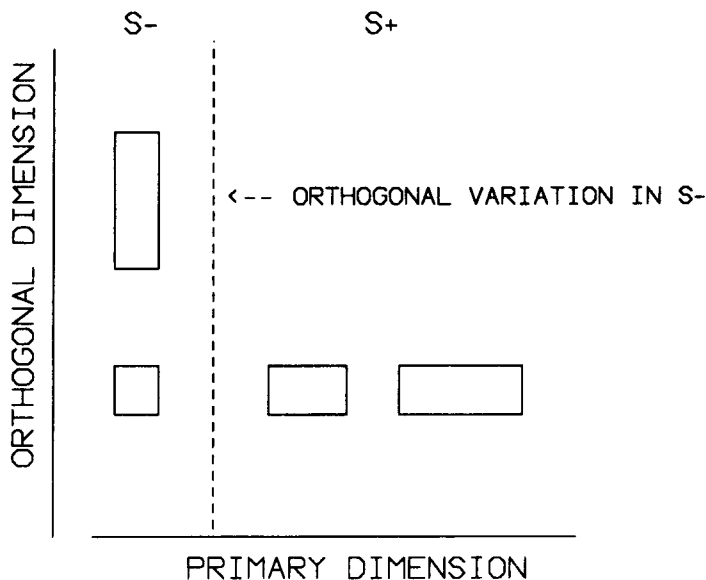 S- S+
ORTHOGONAL DIMENSION
<-- ORTHOGONAL VARIATION IN S-
PRIMARY DIMENSION